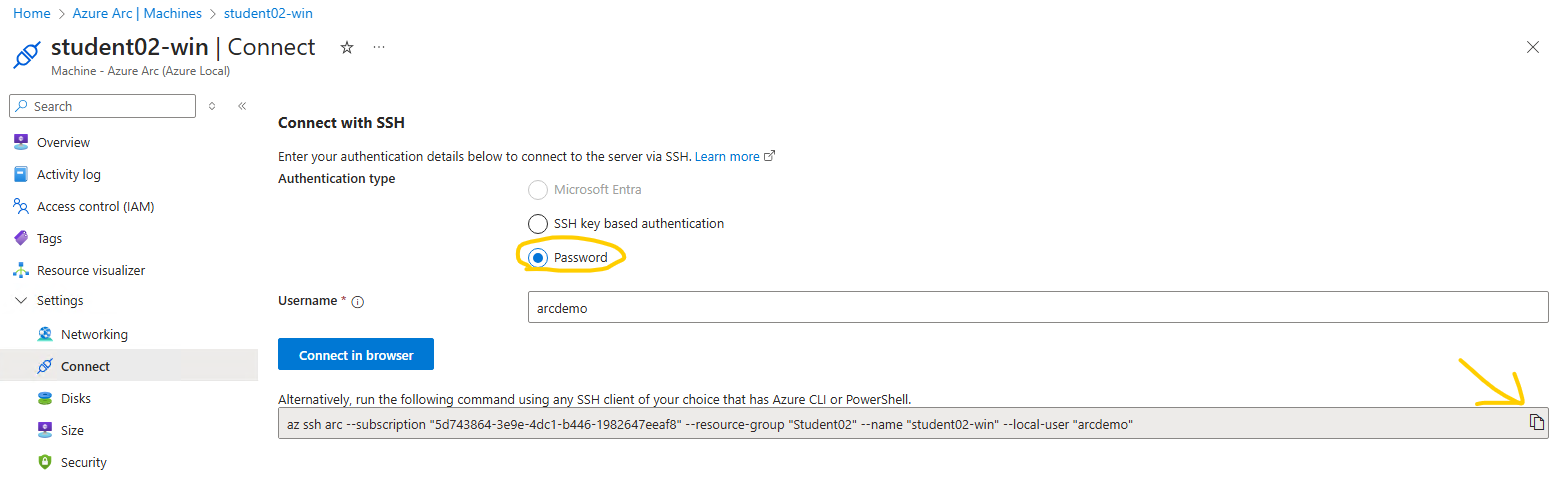 Home > Azure Arc | Machines > student02-win
student02-win | Connect
Machine - Azure Arc (Azure Local)
Search
Overview
Activity log
Access control (IAM)
Tags
Resource visualizer
Settings
Networking
Connect
Disks
Size
Security
Connect with SSH
Enter your authentication details below to connect to the server via SSH. Learn more
Authentication type
Microsoft Entra
SSH key based authentication
Password
Username *
arcdemo
Connect in browser
Alternatively, run the following command using any SSH client of your choice that has Azure CLI or PowerShell.
az ssh arc --subscription "5d743864-3e9e-4dc1-b446-1982647eeaf8" --resource-group "Student02" --name "student02-win" --local-user "arcdemo"